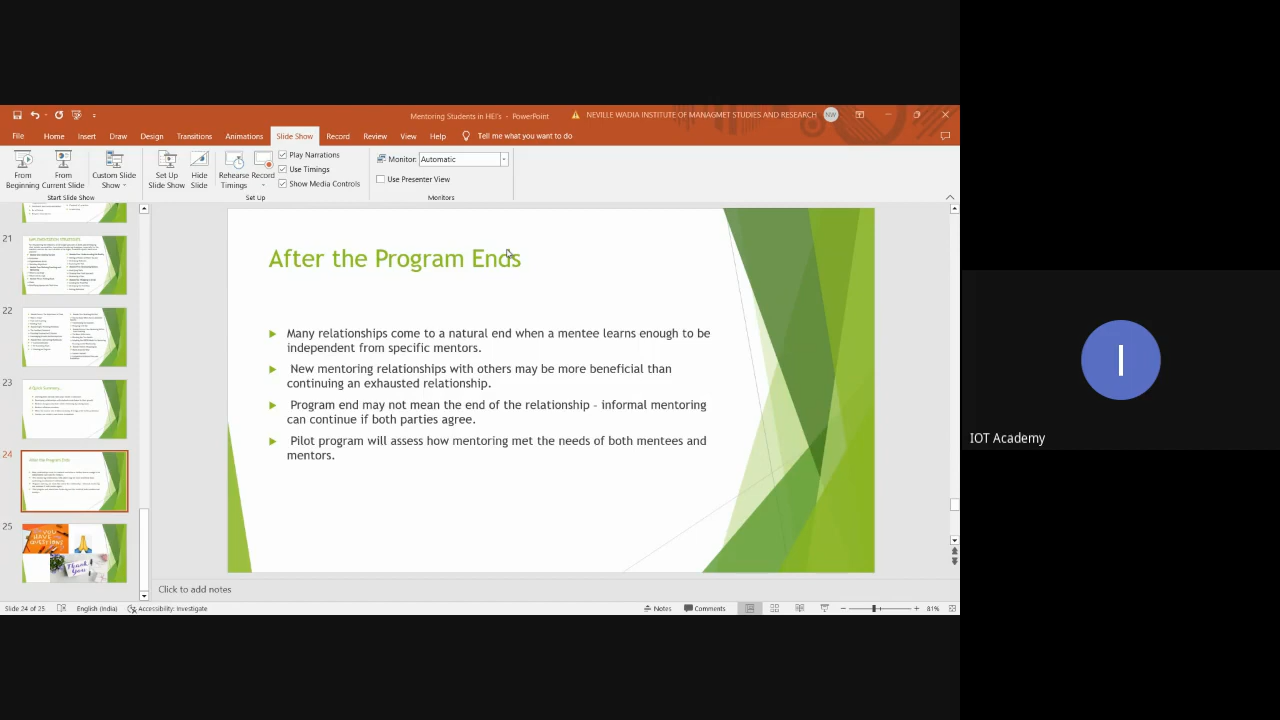 Mentoring Students in HEI's - PowerPoint
NEVILLE WADIA INSTITUTE OF MANAGMET STUDIES AND RESEARCH
NW
File Home Insert Draw Design Transitions Animations Slide Show Record Review View Help Tell me what you want to do
From Beginning
From Current Slide
Custom Slide Show
Set Up Slide Show
Hide Slide
Rehearse Timings
Record
Play Narrations
Use Timings
Show Media Controls
Monitor: Automatic
Use Presenter View
Start Slide Show
Set Up
Monitors
21
22
23
24
After the Program Ends
25
Thank You
After the Program Ends
Many relationships come to a natural end when a mentee learns enough to be
independent from specific mentors.
New mentoring relationships with others may be more beneficial than
continuing an exhausted relationship.
Program end may not mean the end of the relationship – informal mentoring
can continue if both parties agree.
Pilot program will assess how mentoring met the needs of both mentees and
mentors.
Click to add notes
Slide 24 of 25 English (India) Accessibility: Investigate Notes Comments 81%
I
IOT Academy